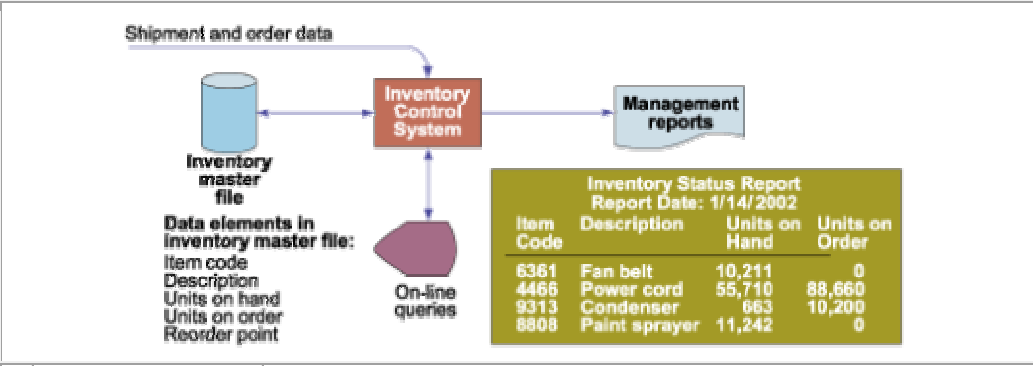 Shipment and order data
Inventory
Control
System
Management
reports
Inventory
master
file
Data elements in
inventory master file:
Item code
Description
Units on hand
Units on order
Reorder point
On-line
queries
Inventory Status Report
Report Date: 1/14/2002
Item Description Units on Units on
Code Hand Order
6361 Fan belt 10,211 0
4466 Power cord 55,710 88,660
9313 Condenser 663 10,200
8808 Paint sprayer 11,242 0